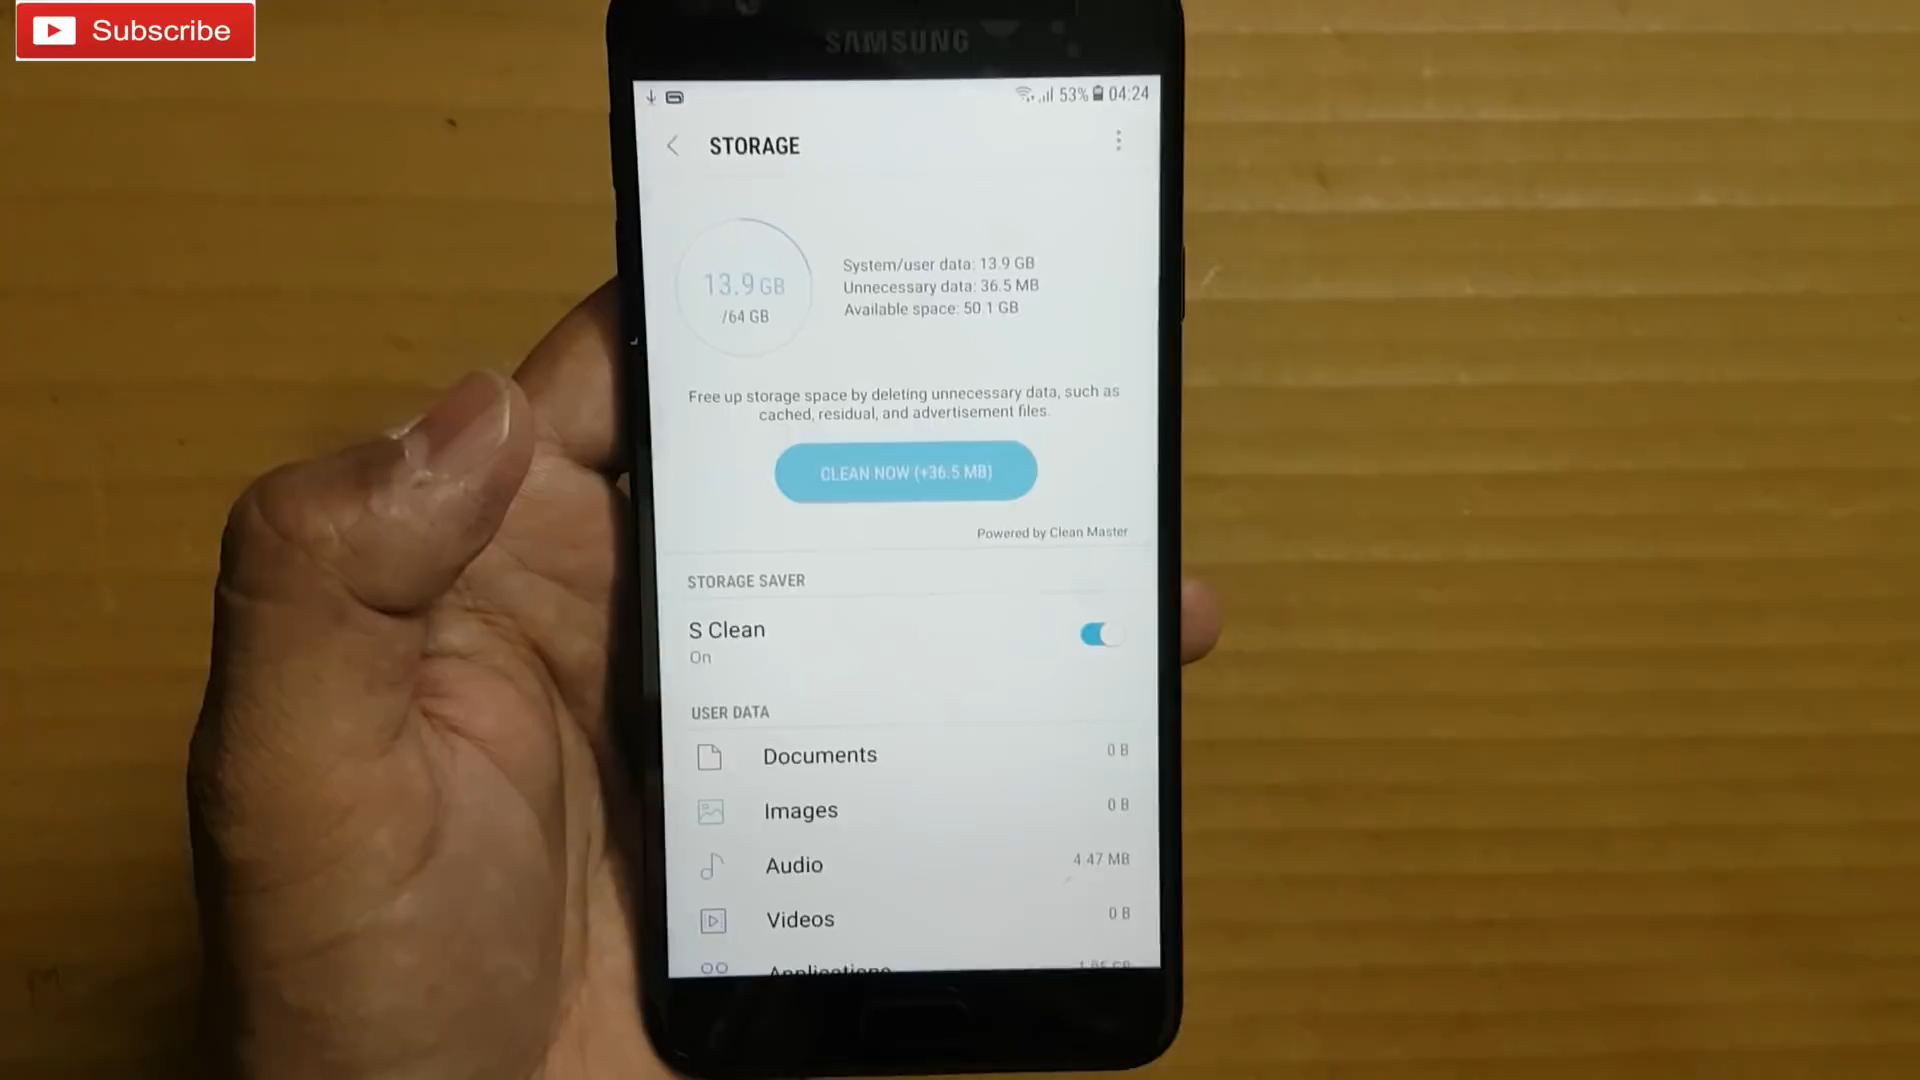 Subscribe
SAMSUNG
53% 04:24
STORAGE
13.9 GB
/64 GB
System/user data: 13.9 GB
Unnecessary data: 36.5 MB
Available space: 50.1 GB
Free up storage space by deleting unnecessary data, such as
cached, residual, and advertisement files.
CLEAN NOW (+36.5 MB)
Powered by Clean Master
STORAGE SAVER
S Clean
On
USER DATA
Documents 0 B
Images 0 B
Audio 4.47 MB
Videos 0 B
Applications